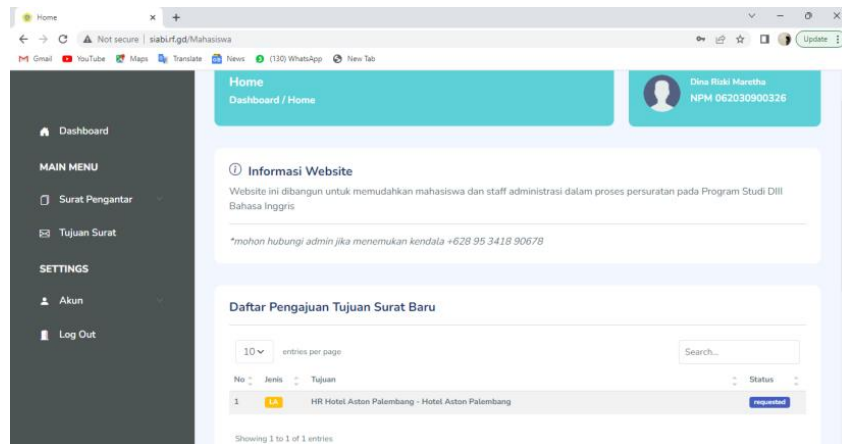 Home
Not secure | siabi.rf.gd/Mahasiswa
Update
Gmail YouTube Maps Translate News (130) WhatsApp New Tab
Home
Dashboard / Home
Dina Rizki Maretha
NPM 062030900326
Dashboard
MAIN MENU
Surat Pengantar
Tujuan Surat
SETTINGS
Akun
Log Out
Informasi Website
Website ini dibangun untuk memudahkan mahasiswa dan staff administrasi dalam proses persuratan pada Program Studi DIII
Bahasa Inggris
*mohon hubungi admin jika menemukan kendala +628 95 3418 90678
Daftar Pengajuan Tujuan Surat Baru
10 entries per page
Search...
No Jenis Tujuan Status
1 LA HR Hotel Aston Palembang - Hotel Aston Palembang requested
Showing 1 to 1 of 1 entries